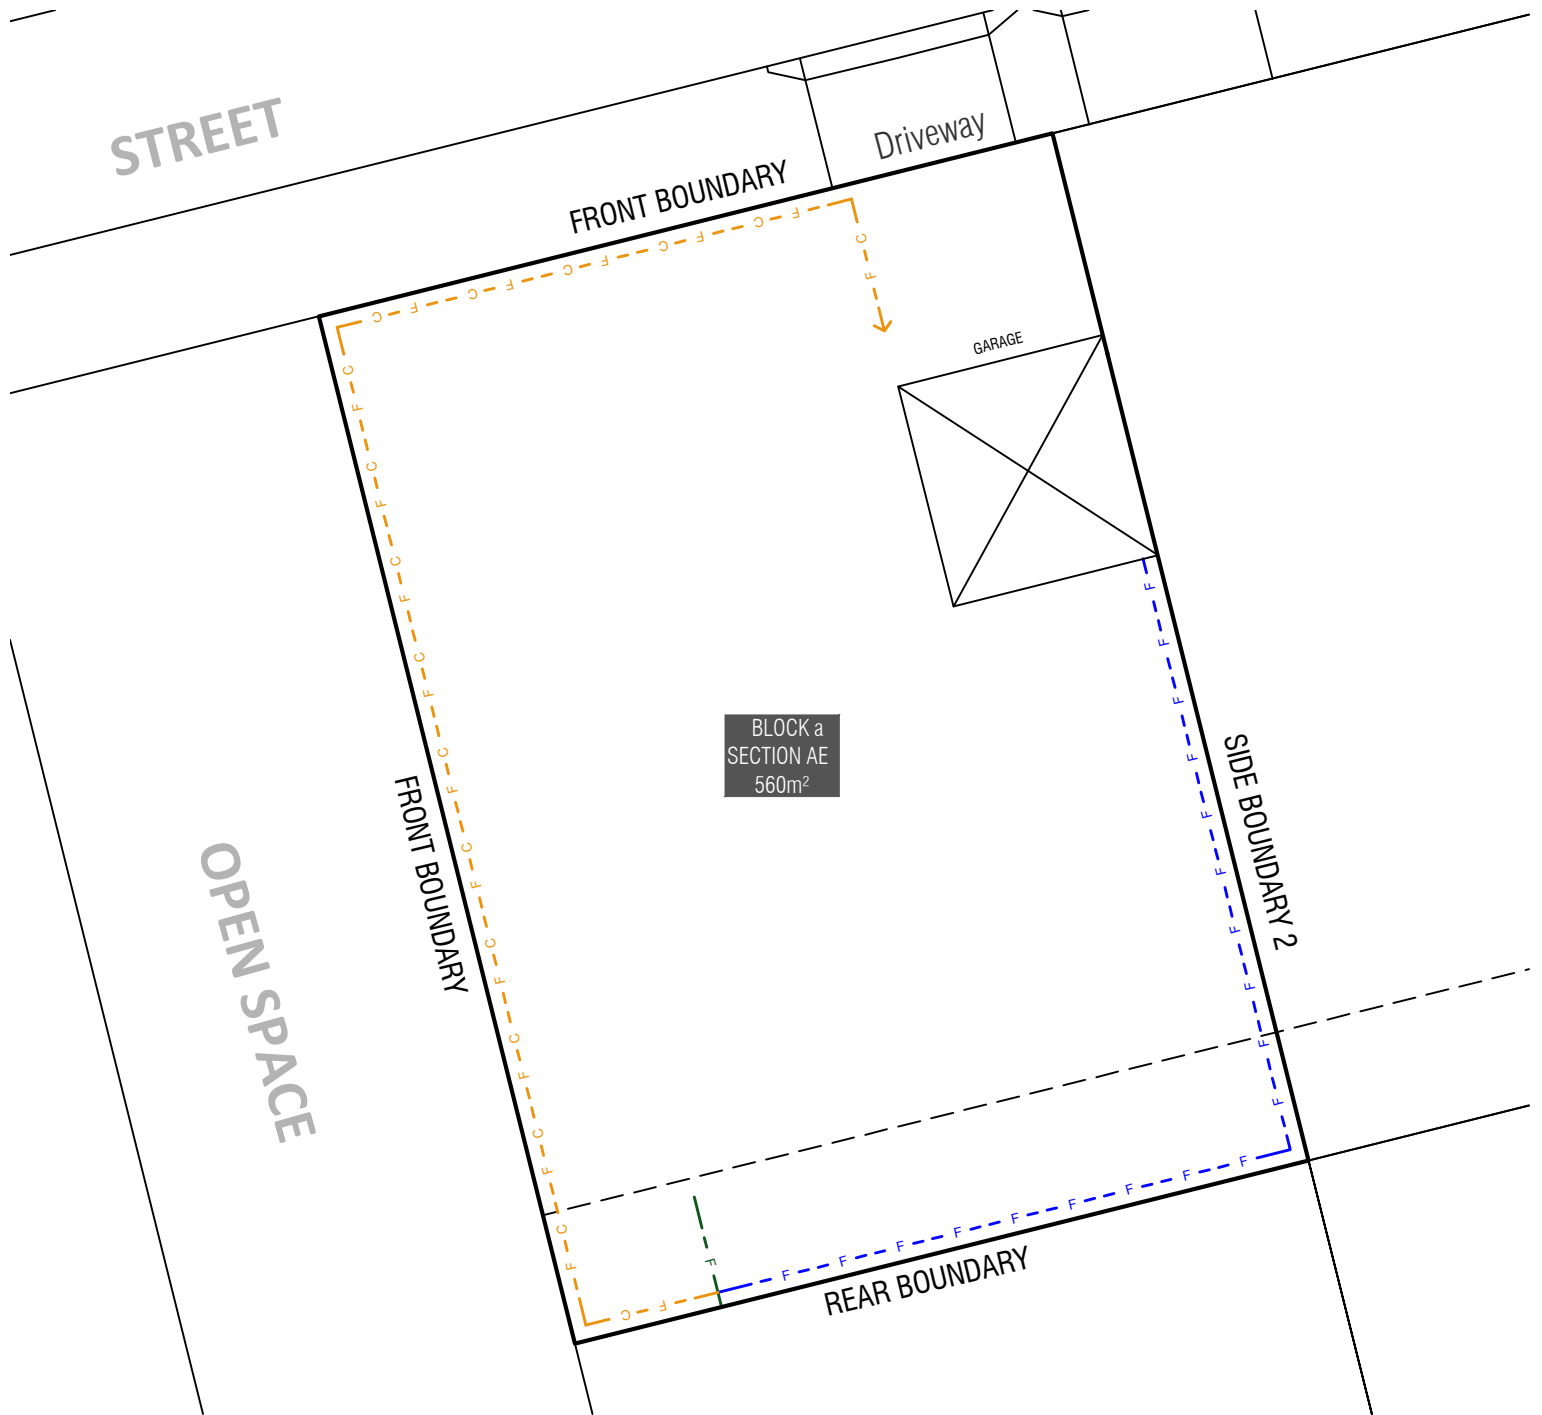 STREET
Driveway
FRONT BOUNDARY
F C F C F C F C F C
C F
GARAGE
C F C F C F C F C F C F C F C F C F C F
F F F F F F F F F F
BLOCK a
SECTION AE
560m²
SIDE BOUNDARY 2
FRONT BOUNDARY
OPEN SPACE
F
C F
F F F F F F F F F
REAR BOUNDARY